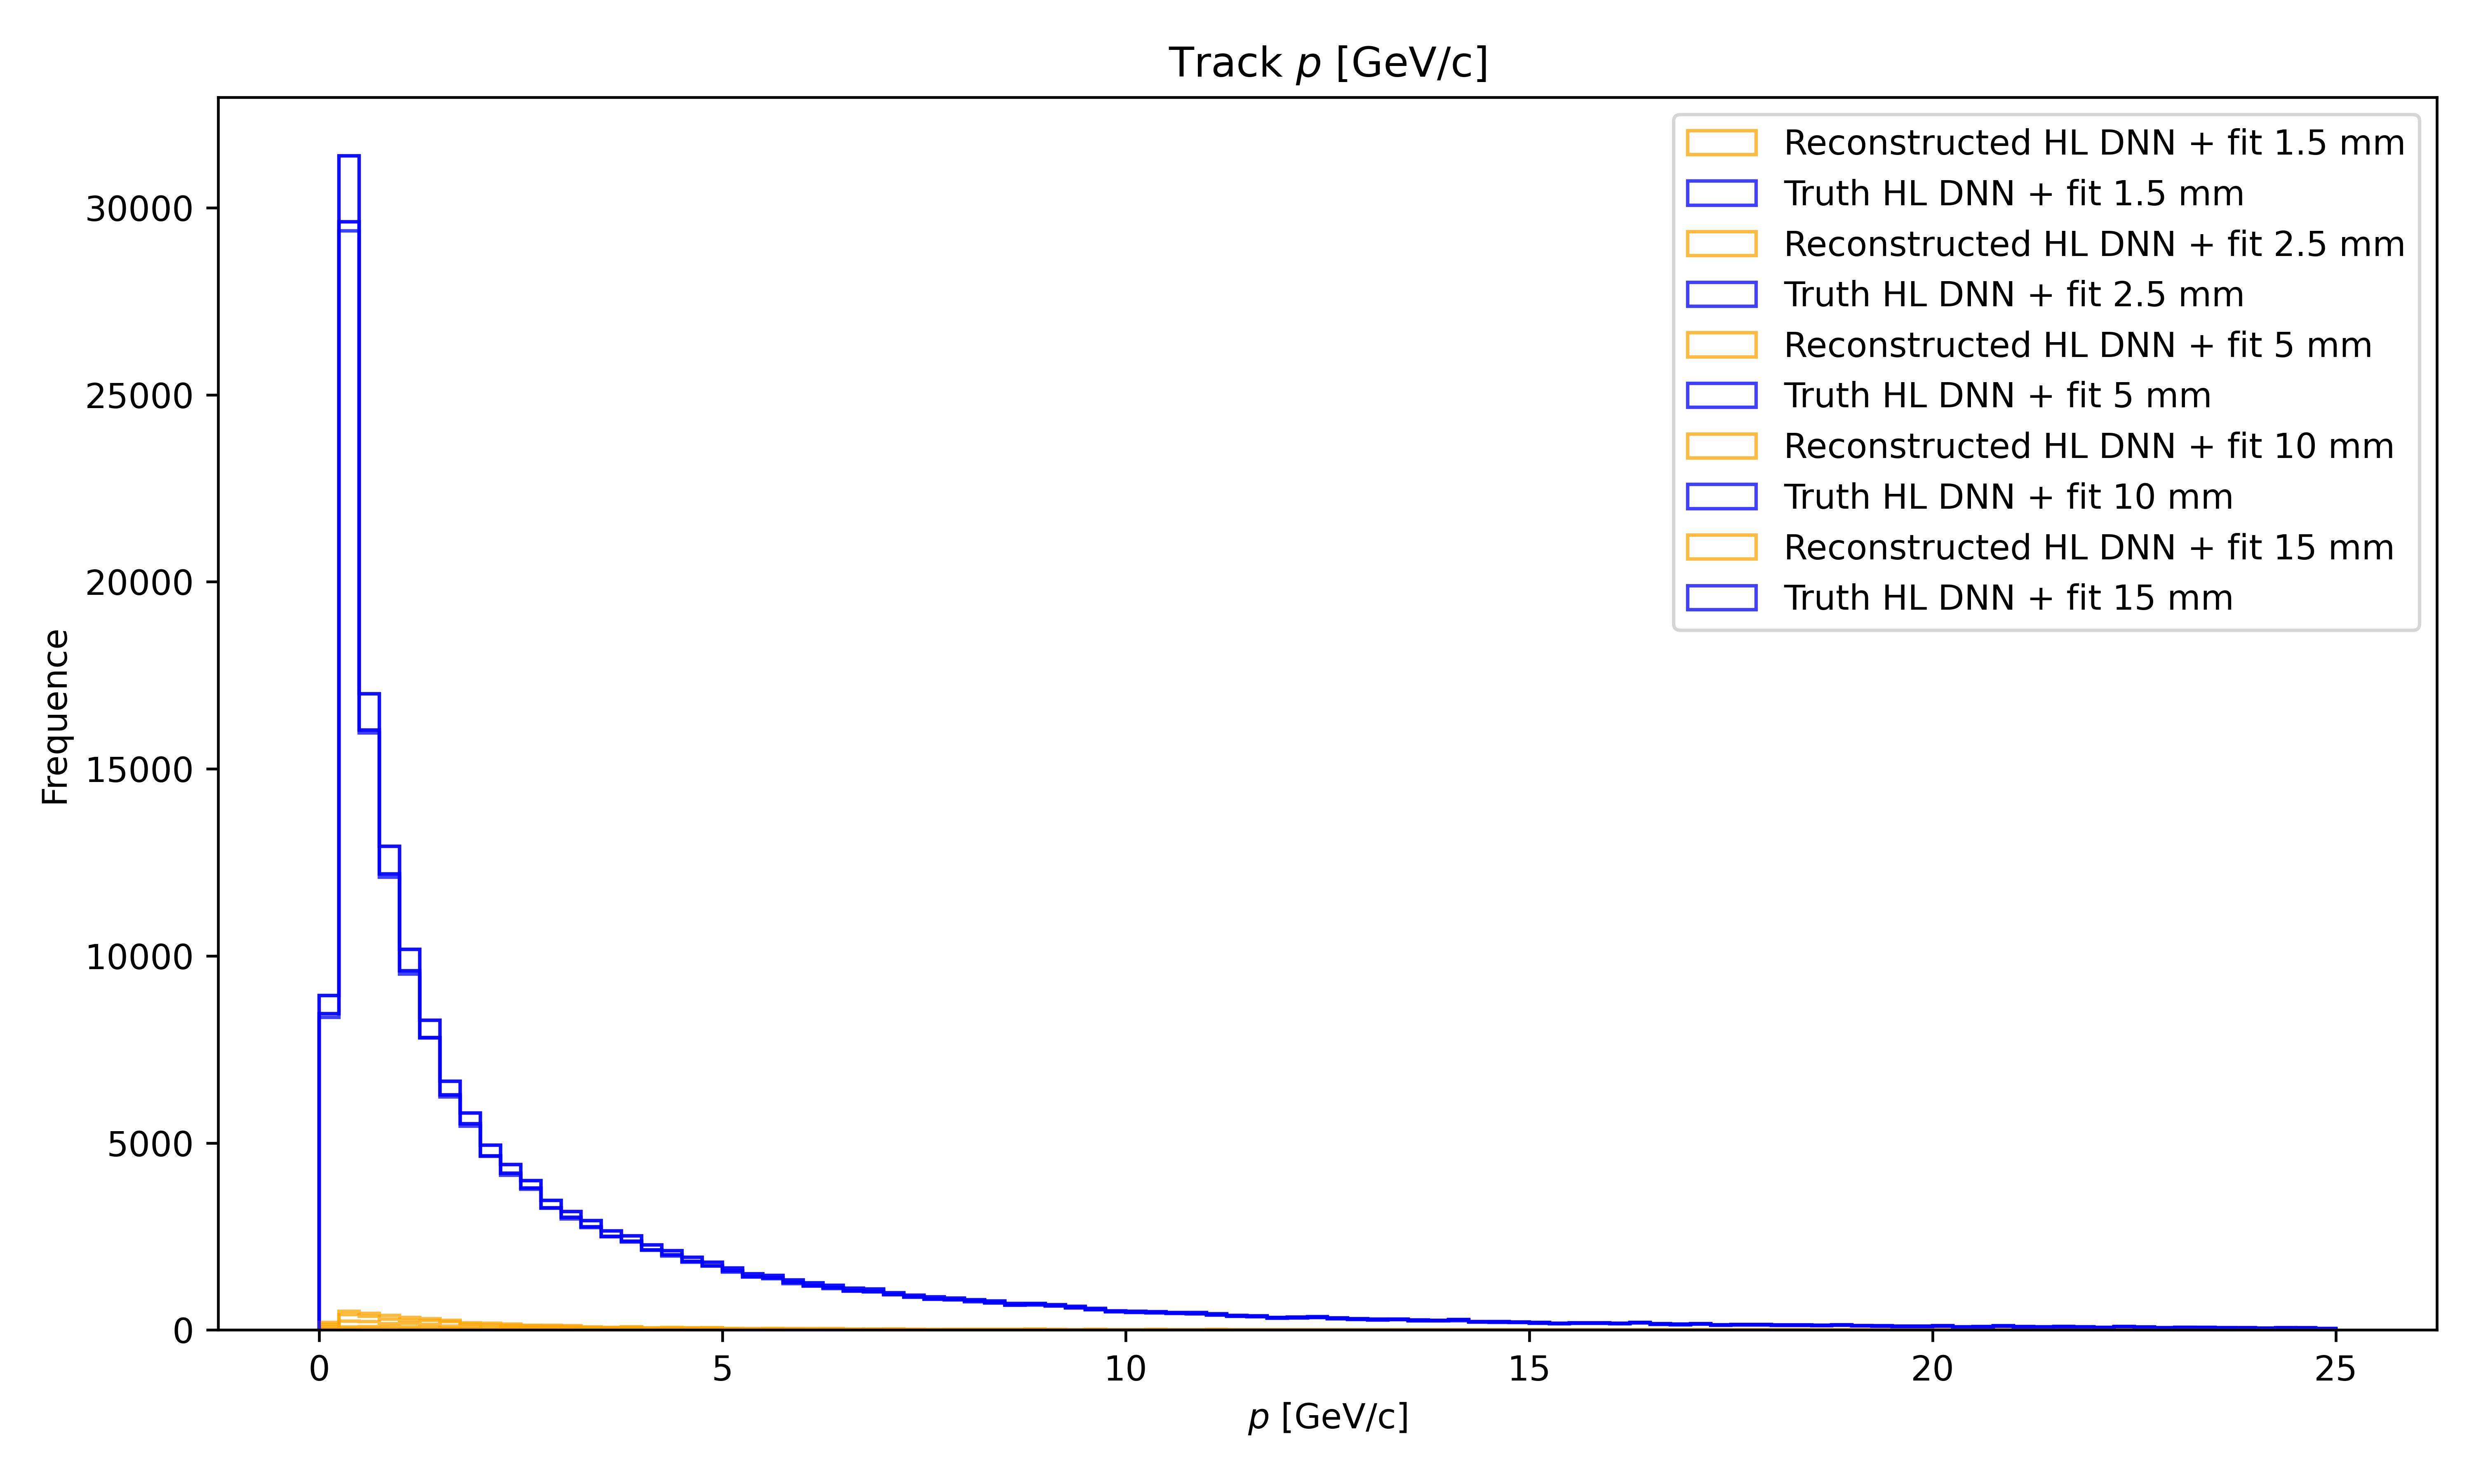 Track p [GeV/c]
Reconstructed HL DNN + fit 1.5 mm
Truth HL DNN + fit 1.5 mm
Reconstructed HL DNN + fit 2.5 mm
Truth HL DNN + fit 2.5 mm
Reconstructed HL DNN + fit 5 mm
Truth HL DNN + fit 5 mm
Reconstructed HL DNN + fit 10 mm
Truth HL DNN + fit 10 mm
Reconstructed HL DNN + fit 15 mm
Truth HL DNN + fit 15 mm
Frequence
30000
25000
20000
15000
10000
5000
0
0 5 10 15 20 25
p [GeV/c]